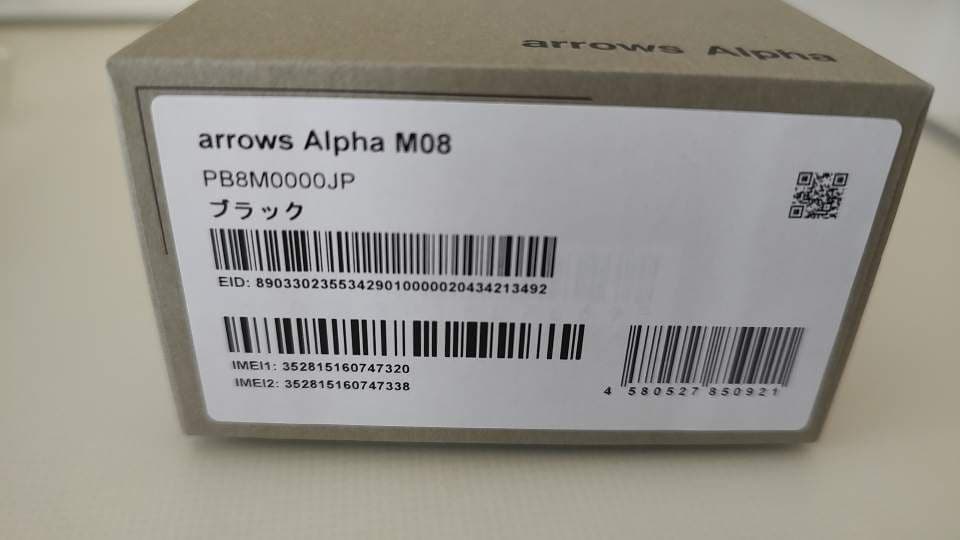 arrows Alpha
arrows Alpha M08
PB8M0000JP
ブラック
EID: 89033023553429010000020434213492
IMEI1: 352815160747320
IMEI2: 352815160747338
4 580527 850921